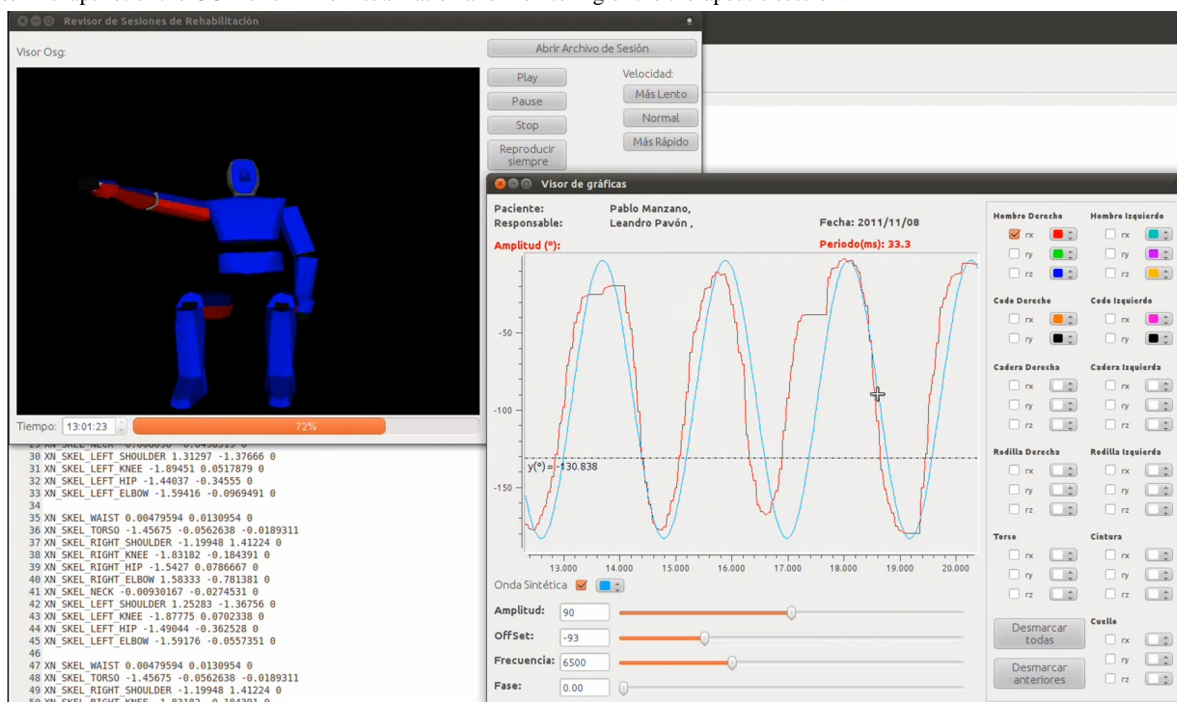 Revisor de Sesiones de Rehabilitación
Visor Osg:
Abrir Archivo de Sesión
Play
Velocidad:
Pause
Más Lento
Stop
Normal
Reproducir
siempre
Más Rápido
Tiempo: 13:01:23
72%
30 XN_SKEL_LEFT_SHOULDER 1.31297 -1.37666 0
31 XN_SKEL_LEFT_KNEE -1.89451 0.0517879 0
32 XN_SKEL_LEFT_HIP -1.44037 -0.34555 0
33 XN_SKEL_LEFT_ELBOW -1.59416 -0.0969491 0
34
35 XN_SKEL_WAIST 0.00479594 0.0130954 0
36 XN_SKEL_TORSO -1.45675 -0.0562638 -0.0189311
37 XN_SKEL_RIGHT_SHOULDER -1.19948 1.41224 0
38 XN_SKEL_RIGHT_KNEE -1.83182 -0.184391 0
39 XN_SKEL_RIGHT_HIP -1.5427 0.0786667 0
40 XN_SKEL_RIGHT_ELBOW 1.58333 -0.781381 0
41 XN_SKEL_NECK -0.00930167 -0.0274531 0
42 XN_SKEL_LEFT_SHOULDER 1.25283 -1.36756 0
43 XN_SKEL_LEFT_KNEE -1.87775 0.0702338 0
44 XN_SKEL_LEFT_HIP -1.49044 -0.362528 0
45 XN_SKEL_LEFT_ELBOW -1.59176 -0.0557351 0
46
47 XN_SKEL_WAIST 0.00479594 0.0130954 0
48 XN_SKEL_TORSO -1.45675 -0.0562638 -0.0189311
49 XN_SKEL_RIGHT_SHOULDER -1.19948 1.41224 0
Visor de gráficas
Paciente: Pablo Manzano,
Responsable: Leandro Pavón , Fecha: 2011/11/08
Amplitud (º): Periodo(ms): 33.3
-50
-100
y(º) = -130.838
-150
13.000 14.000 15.000 16.000 17.000 18.000 19.000 20.000
Onda Sintética
Amplitud: 90
OffSet: -93
Frecuencia: 6500
Fase: 0.00
Hombro Derecho Hombro Izquierdo
rx rx
ry ry
rz rz
Codo Derecho Codo Izquierdo
rx rx
ry ry
Cadera Derecha Cadera Izquierda
rx rx
ry ry
rz rz
Rodilla Derecha Rodilla Izquierda
rx rx
ry ry
rz rz
Torso Cintura
rx rx
ry ry
rz rz
Desmarcar
todas
Desmarcar
anteriores
Cuello
rx
ry
rz